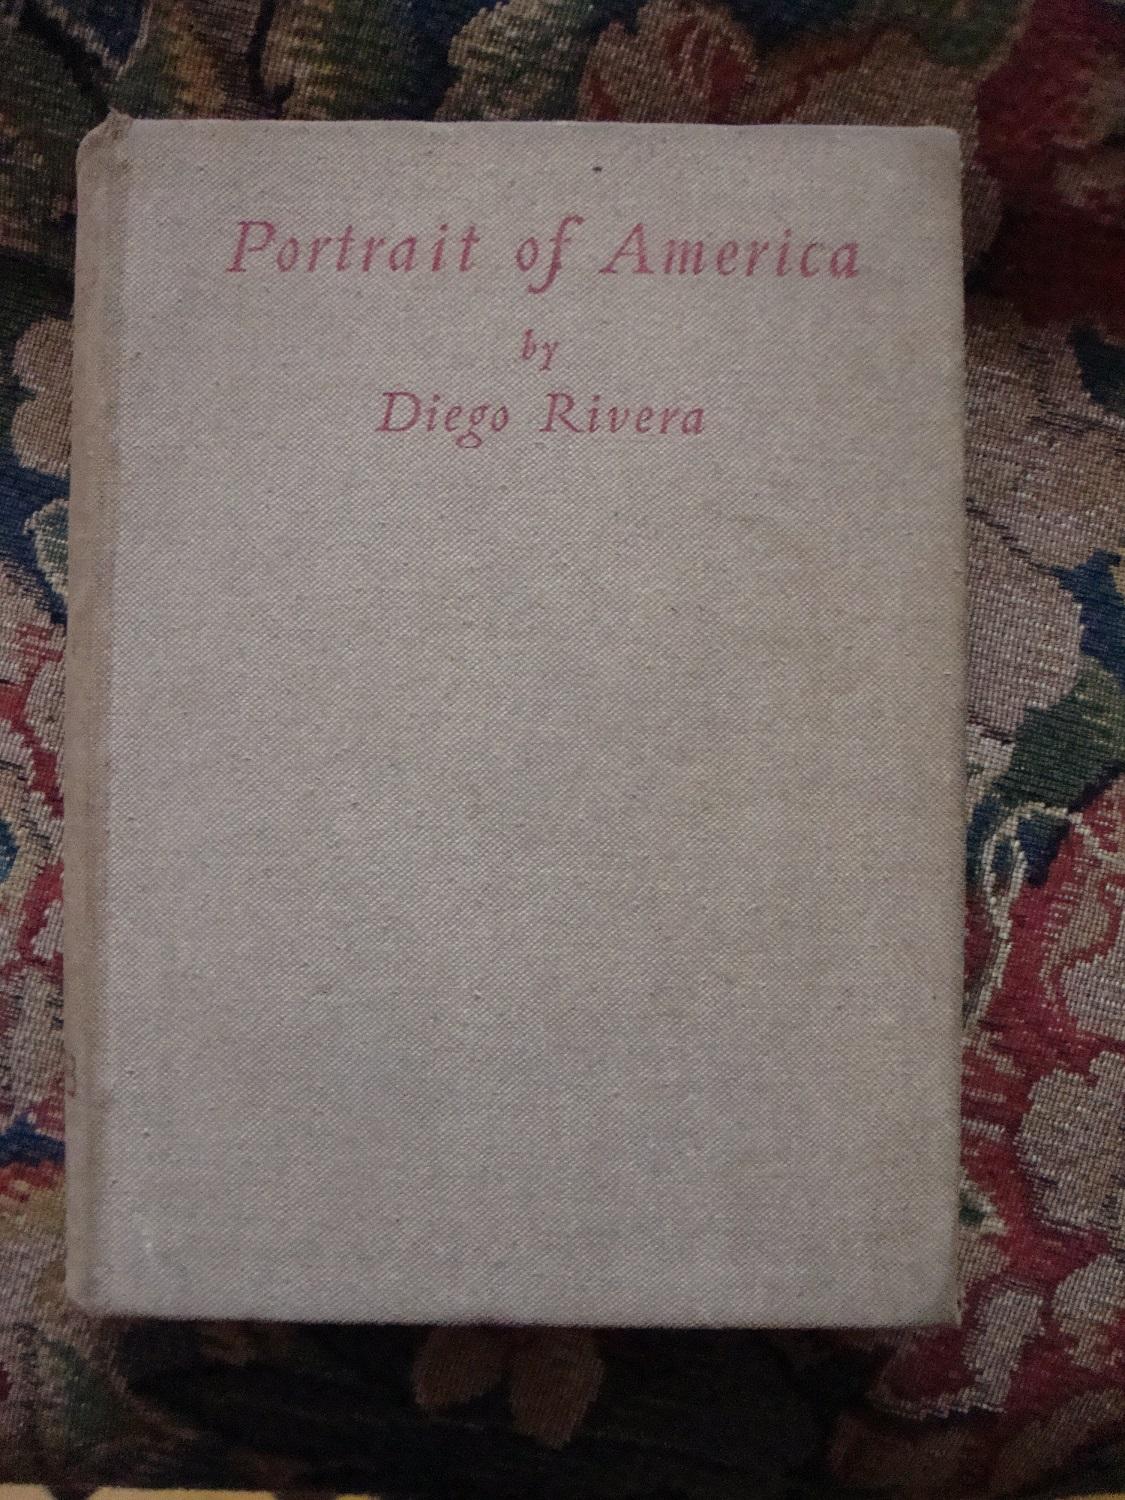 Portrait of America
by
Diego Rivera